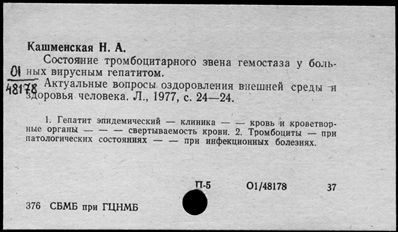 Кашменская Н. А.
Состояние тромбоцитарного звена гемостаза у боль-
ных вирусным гепатитом.
01
48178
Актуальные вопросы оздоровления внешней среды и
здоровья человека. Л., 1977, с. 24—24.
1. Гепатит эпидемический — клиника — — кровь и кроветвор-
ные органы — — — свертываемость крови. 2. Тромбоциты — при
патологических состояниях — — при инфекционных болезнях.
П-5 01/48178 37
376 СБМБ при ГЦНМБ